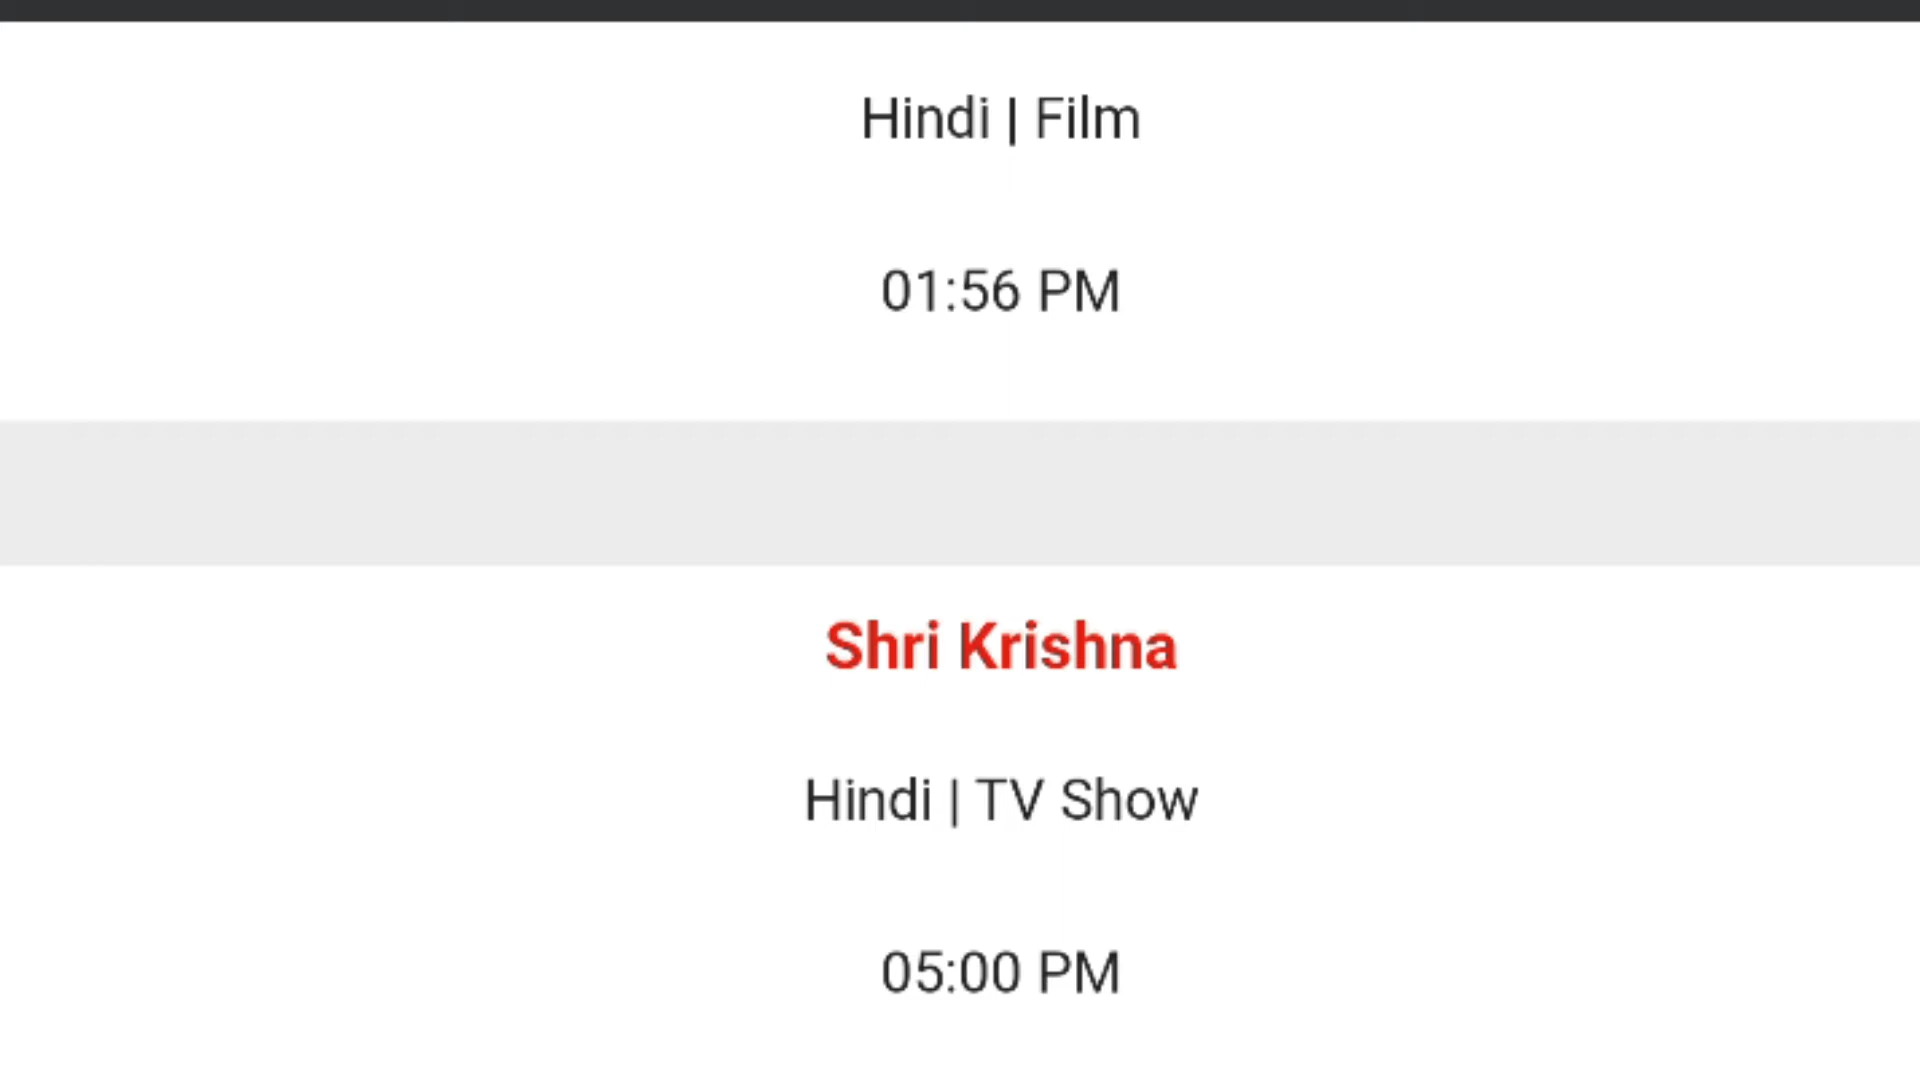 Hindi | Film
01:56 PM
Shri Krishna
Hindi | TV Show
05:00 PM